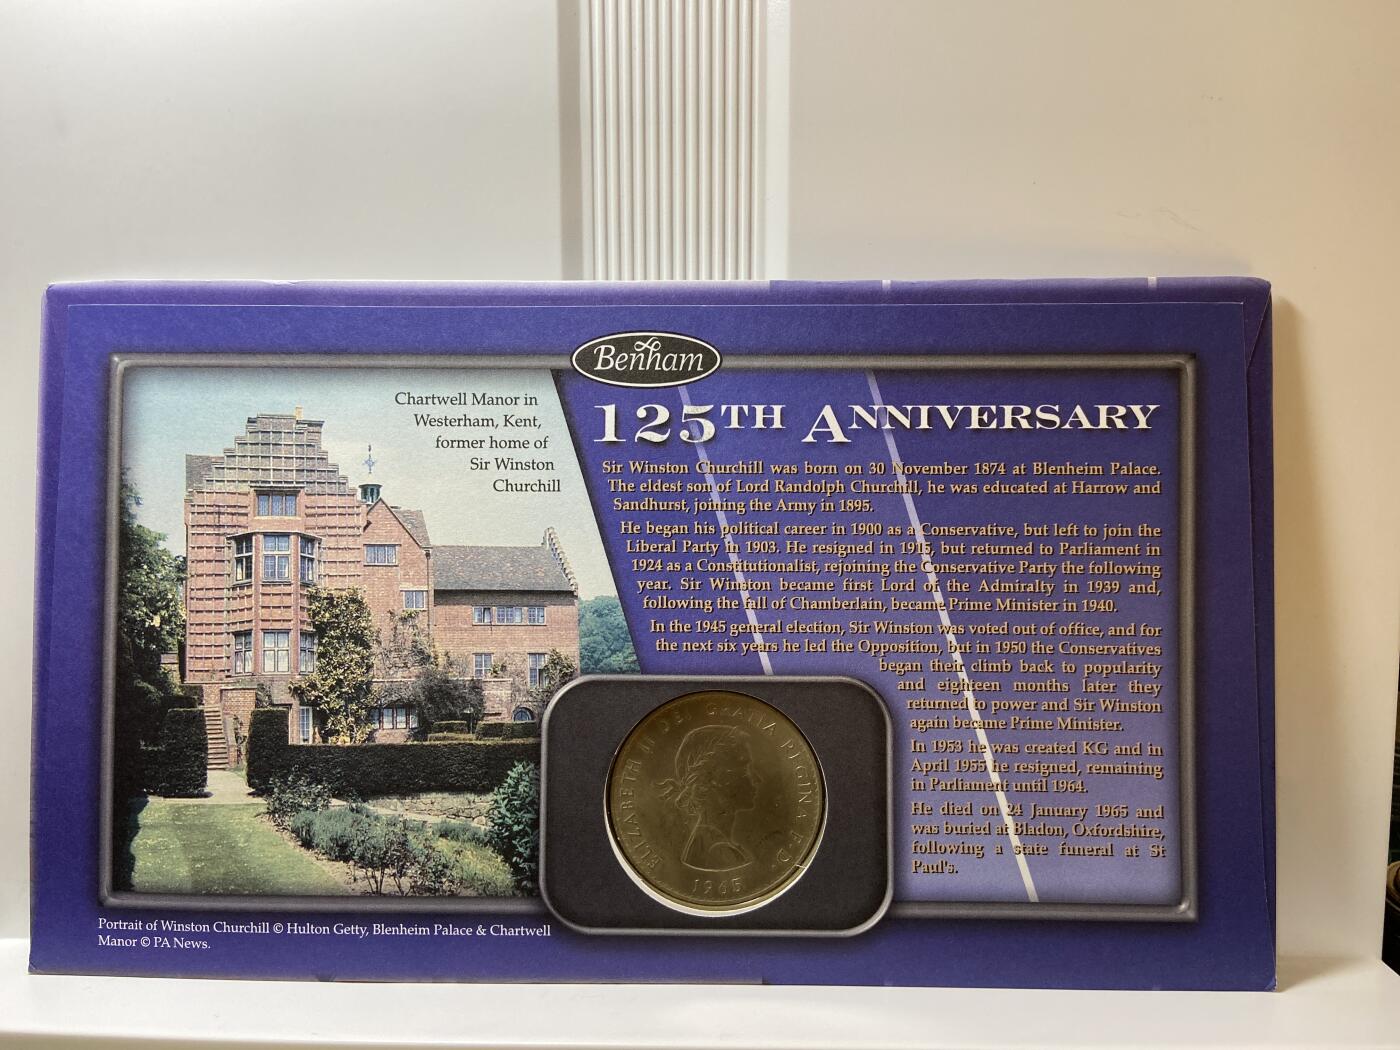 Benham
Chartwell Manor in
Westerham, Kent,
former home of
Sir Winston
Churchill
125TH ANNIVERSARY
Sir Winston Churchill was born on 30 November 1874 at Blenheim Palace.
The eldest son of Lord Randolph Churchill, he was educated at Harrow and
Sandhurst, joining the Army in 1895.
He began his political career in 1900 as a Conservative, but left to join the
Liberal Party in 1903. He resigned in 1915, but returned to Parliament in
1924 as a Constitutionalist, rejoining the Conservative Party the following
year. Sir Winston became first Lord of the Admiralty in 1939 and,
following the fall of Chamberlain, became Prime Minister in 1940.
In the 1945 general election, Sir Winston was voted out of office, and for
the next six years he led the Opposition, but in 1950 the Conservatives
began their climb back to popularity
and eighteen months later they
returned to power and Sir Winston
again became Prime Minister.
In 1953 he was created KG and in
April 1955 he resigned, remaining
in Parliament until 1964.
He died on 24 January 1965 and
was buried at Bladon, Oxfordshire,
following a state funeral at St
Paul's.
ELIZABETH II DEI GRATIA REGINA F.D.
1965
Portrait of Winston Churchill © Hulton Getty, Blenheim Palace & Chartwell
Manor © PA News.